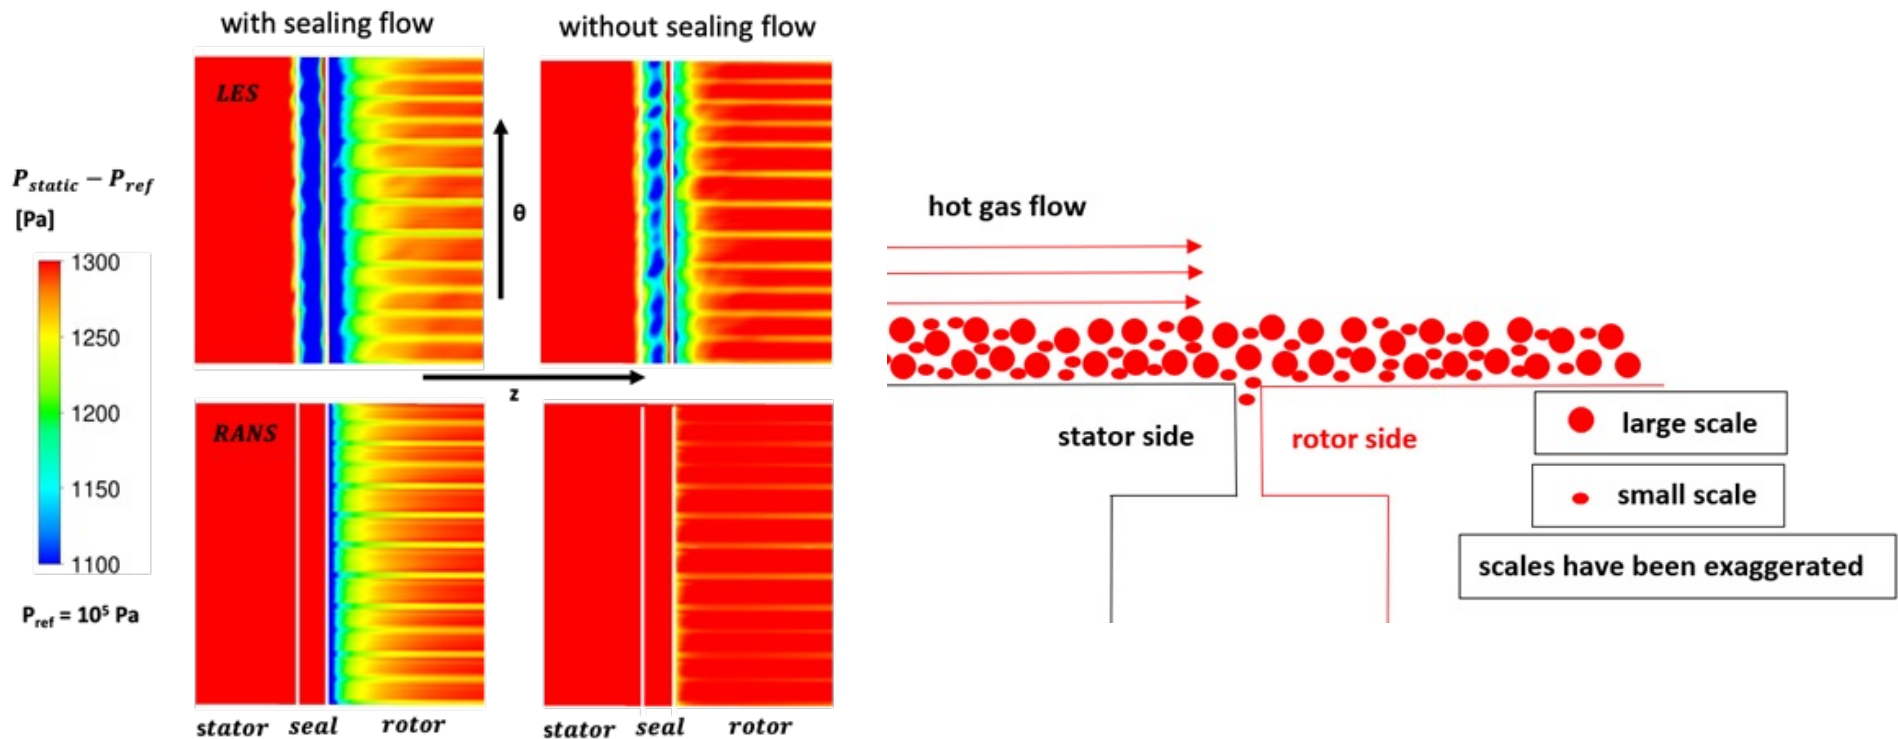 with sealing flow
without sealing flow
LES
P_static − P_ref
[Pa]
1300
1250
1200
1150
1100
P_ref = 10⁵ Pa
θ
z
RANS
stator seal rotor
stator seal rotor
hot gas flow
stator side
rotor side
large scale
small scale
scales have been exaggerated